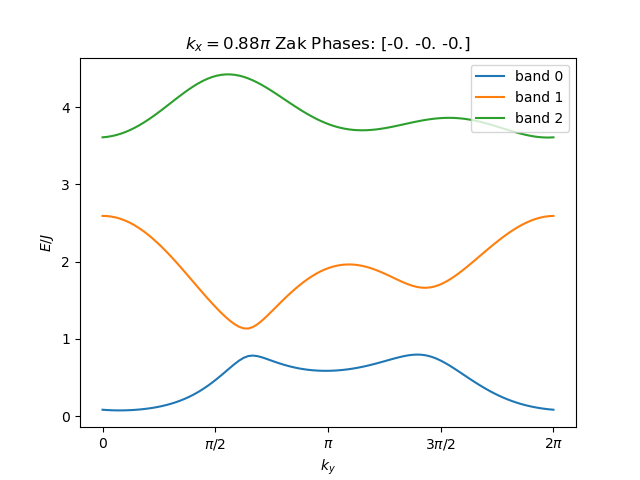 $k_x = 0.88\pi$ Zak Phases: [-0. -0. -0.]
band 0
band 1
band 2
E/J
4
3
2
1
0
0 π/2 π 3π/2 2π
$k_y$